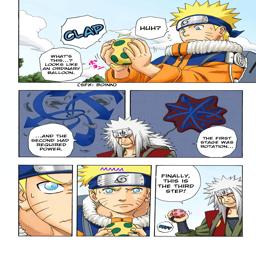 CLAP
HUH?
WHAT'S
THIS...?
LOOKS LIKE
AN ORDINARY
BALLOON.
(SFX: BOINK)
...AND THE
SECOND HAD
REQUIRED
POWER.
THE FIRST
STAGE WAS
ROTATION...
FINALLY,
THIS IS
THE THIRD
STEP!